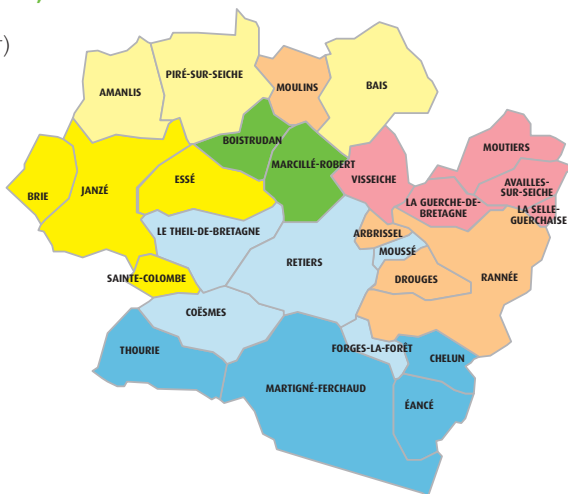 r)
PIRÉ-SUR-SEICHE
AMANLIS
MOULINS
BAIS
BOISTRUDAN
MOUTIERS
MARCILLÉ-ROBERT
ESSÉ
VISSEICHE
AVAILLES-
SUR-SEICHE
BRIE
JANZÉ
LA GUERCHE-DE-
BRETAGNE
LA SELLE-
GUERCHAISE
LE THEIL-DE-BRETAGNE
ARBRISSEL
MOUSSÉ
RETIERS
SAINTE-COLOMBE
DROUGES
RANNÉE
COËSMES
THOURIE
FORGES-LA-FORÊT
CHELUN
MARTIGNÉ-FERCHAUD
ÉANCÉ